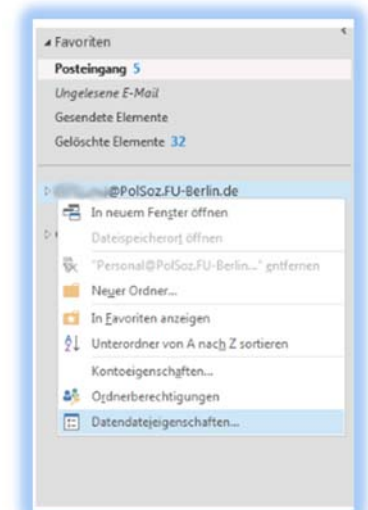 Favoriten
Posteingang 5
Ungelesene E-Mail
Gesendete Elemente
Gelöschte Elemente 32
@PolSoz.FU-Berlin.de
In neuem Fenster öffnen
Dateispeicherort öffnen
"Personal@PolSoz.FU-Berlin..." entfernen
Neuer Ordner...
In Favoriten anzeigen
Unterordner von A nach Z sortieren
Kontoeigenschaften...
Ordnerberechtigungen
Datendateieigenschaften...